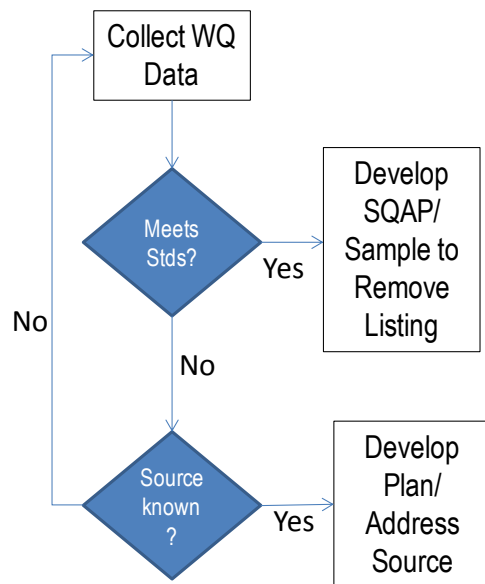 Collect WQ
Data
Meets
Stds?
Yes
Develop
SQAP/
Sample to
Remove
Listing
No
No
Source
known
?
Yes
Develop
Plan/
Address
Source